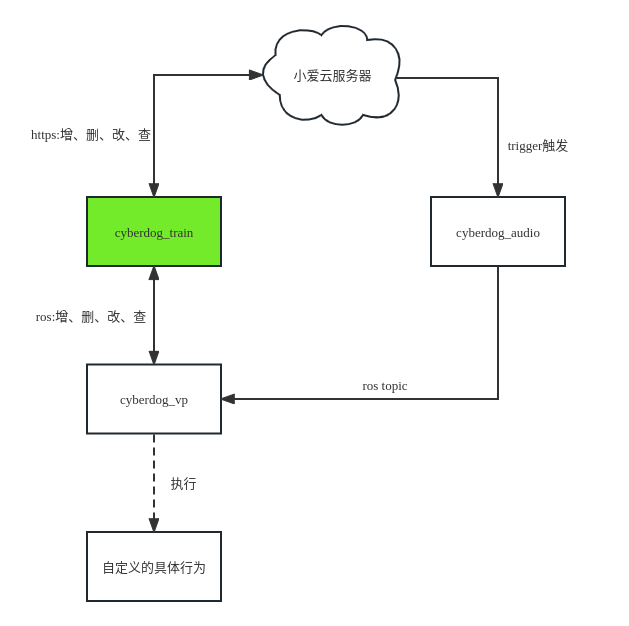 小爱云服务器
https:增、删、改、查
trigger触发
cyberdog_train
cyberdog_audio
ros:增、删、改、查
ros topic
cyberdog_vp
执行
自定义的具体行为